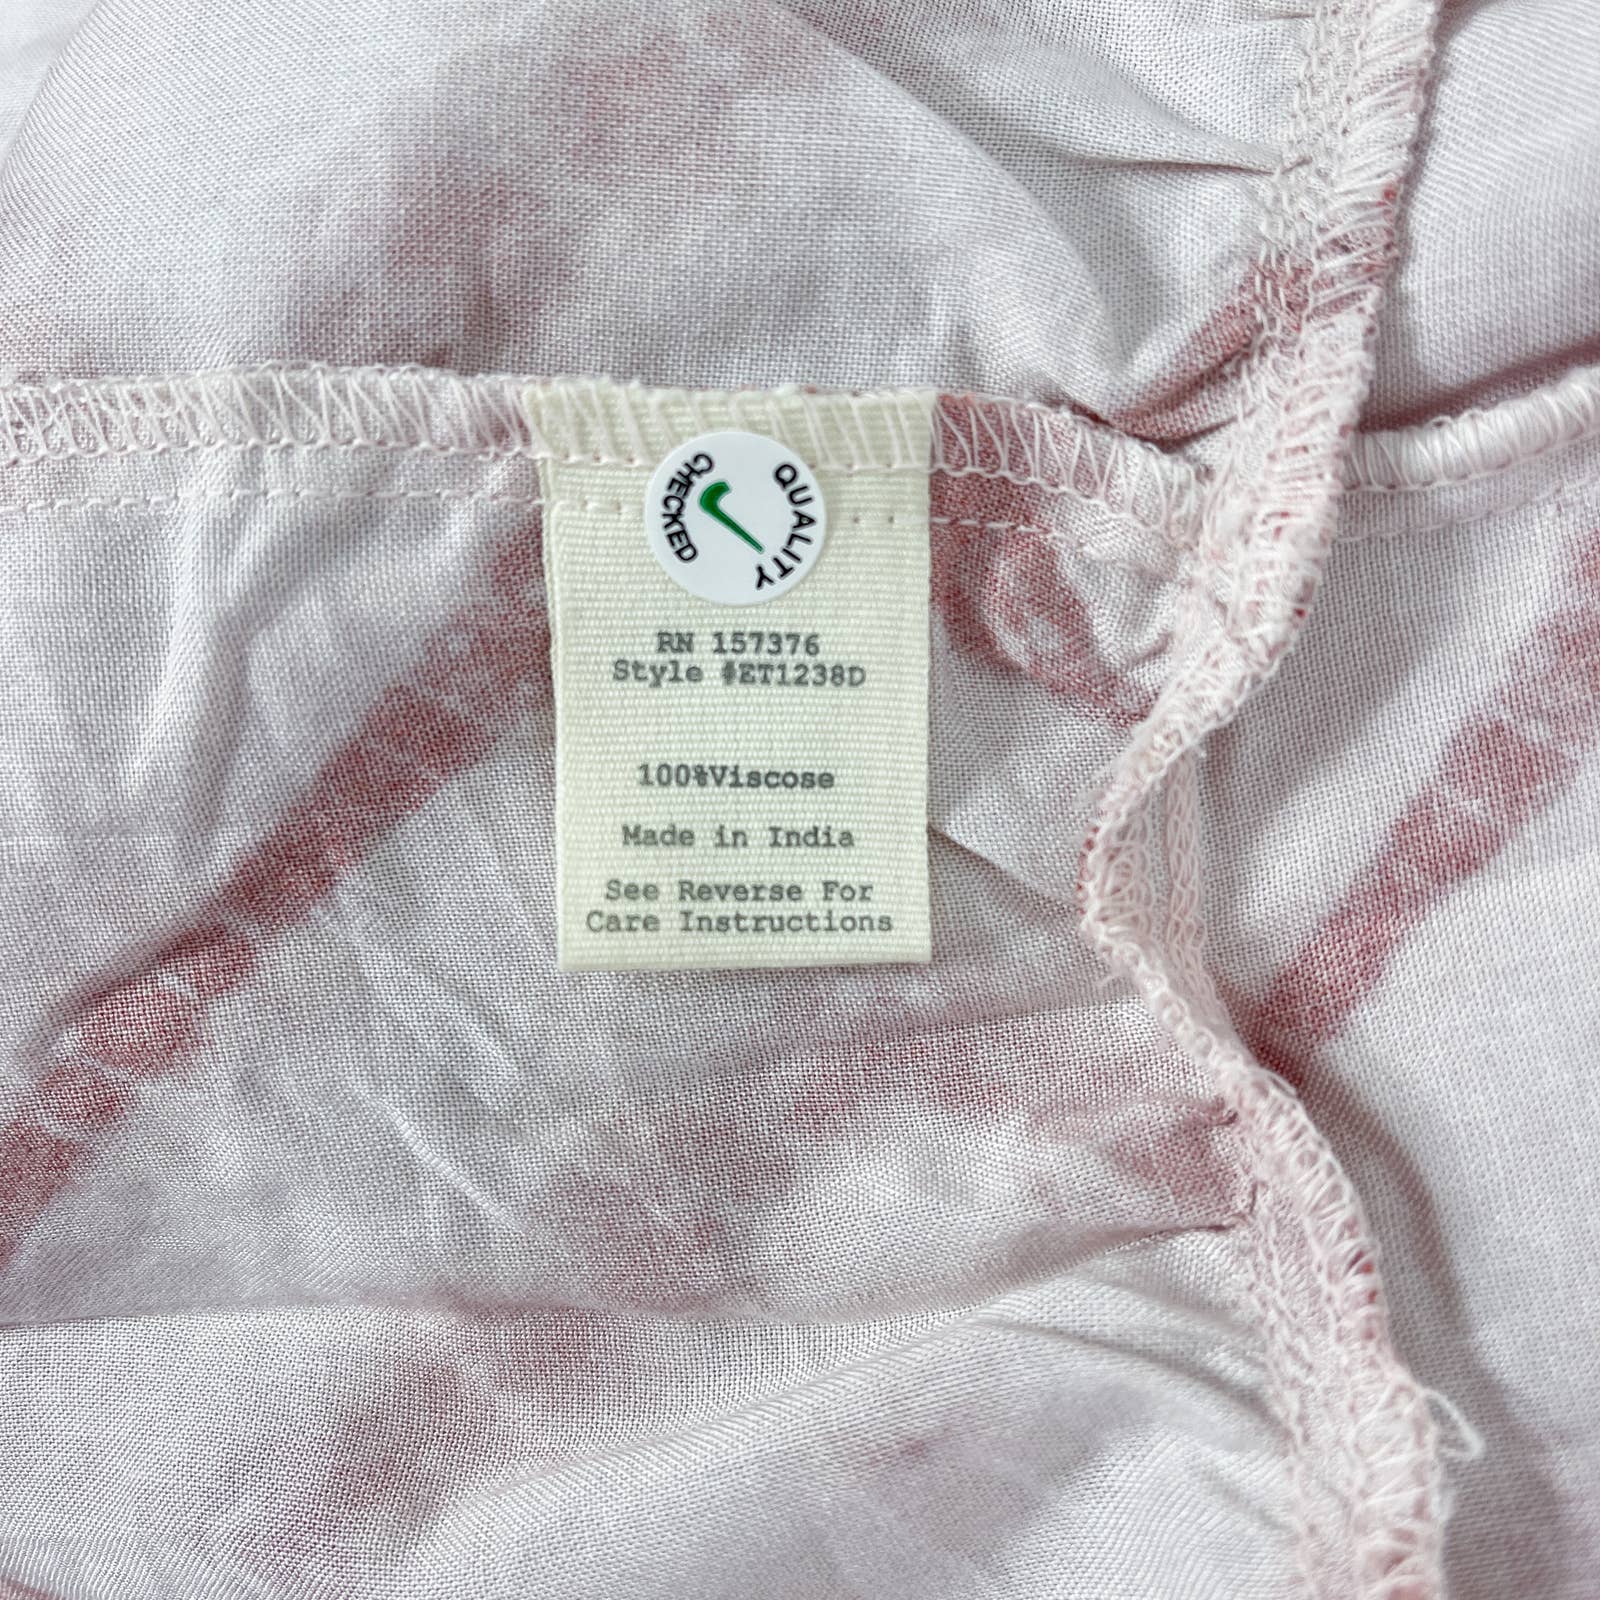 QUALITY
CHECKED
RN 157376
Style #ET1238D
100%Viscose
Made in India
See Reverse For
Care Instructions